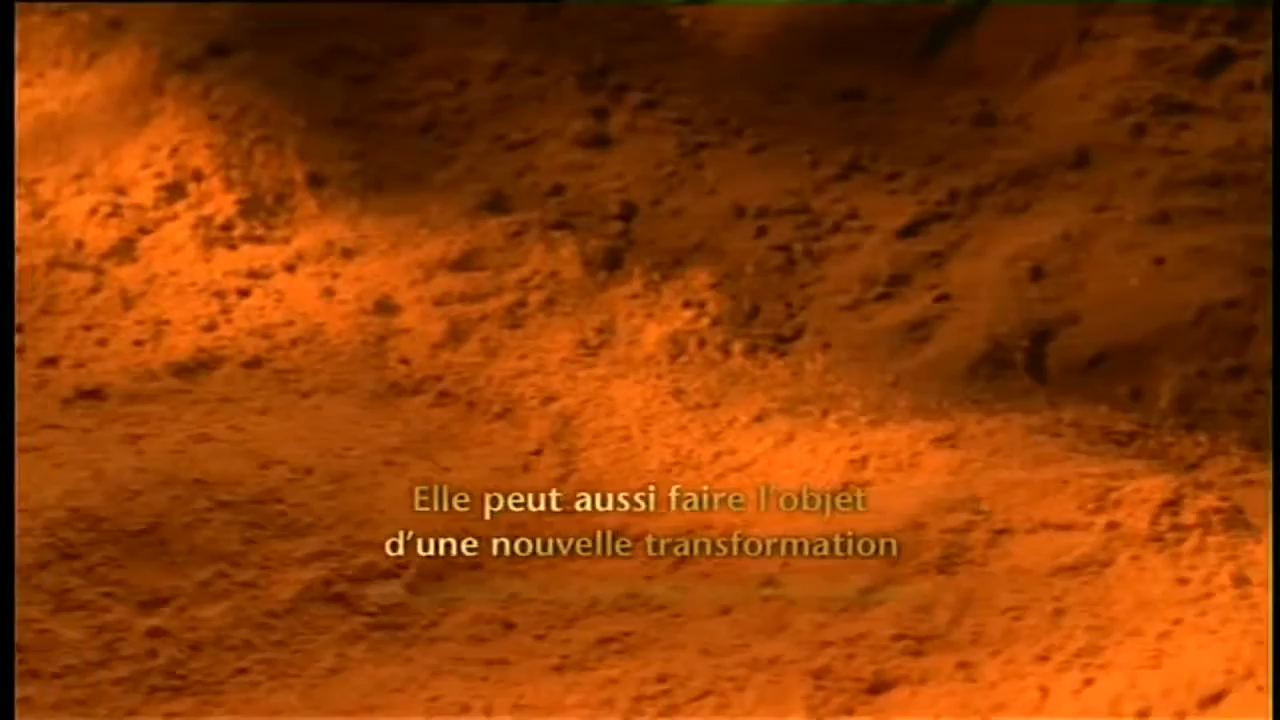 Elle peut aussi faire l’objet
d’une nouvelle transformation